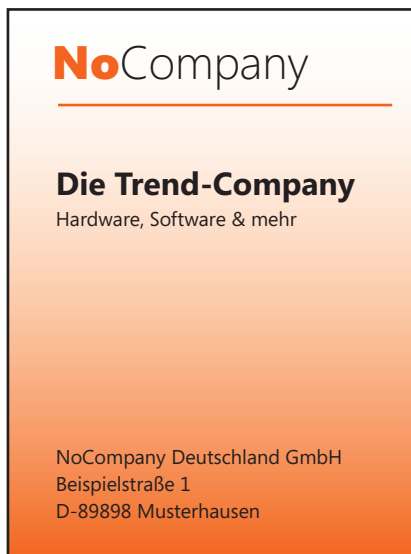 NoCompany
Die Trend-Company
Hardware, Software & mehr
NoCompany Deutschland GmbH
Beispielstraße 1
D-89898 Musterhausen